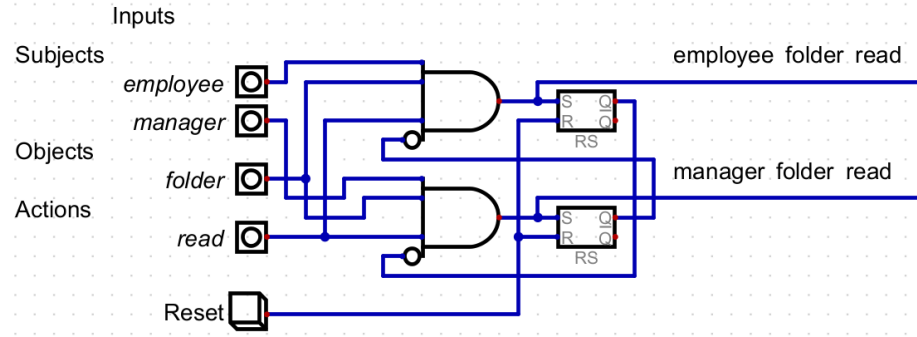 Inputs
Subjects
employee folder read
employee
manager
S Q
R Q
RS
Objects
folder
manager folder read
Actions
read
S Q
R Q
RS
Reset